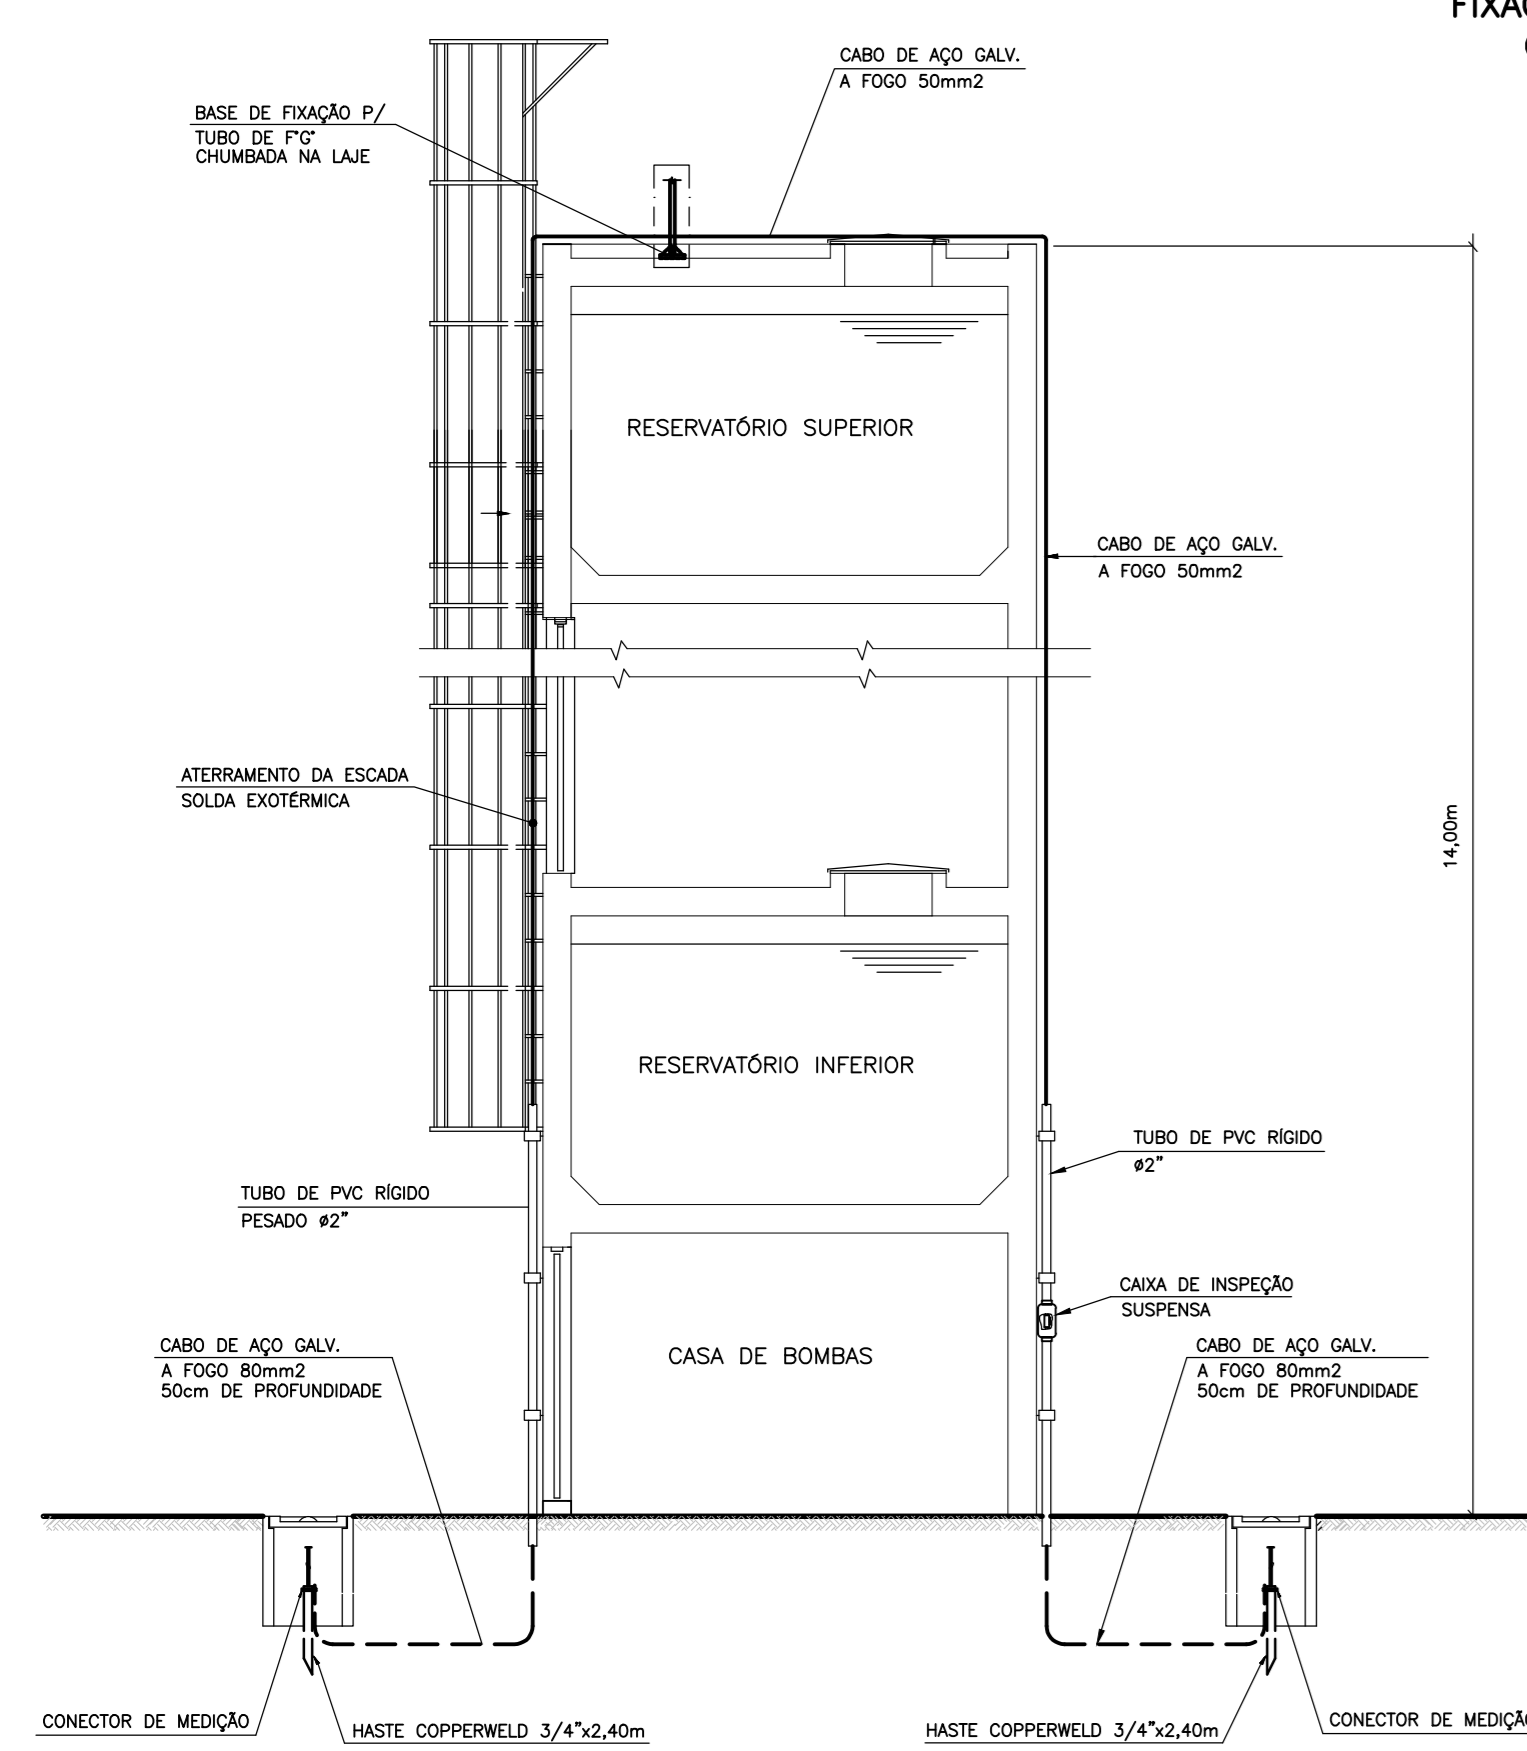 FIXAÇ
CABO DE AÇO GALV.
A FOGO 50mm2
BASE DE FIXAÇÃO P/
TUBO DE F°G°
CHUMBADA NA LAJE
RESERVATÓRIO SUPERIOR
CABO DE AÇO GALV.
A FOGO 50mm2
ATERRAMENTO DA ESCADA
SOLDA EXOTÉRMICA
14,00m
RESERVATÓRIO INFERIOR
TUBO DE PVC RÍGIDO
ø2"
TUBO DE PVC RÍGIDO
PESADO ø2"
CAIXA DE INSPEÇÃO
SUSPENSA
CABO DE AÇO GALV.
A FOGO 80mm2
50cm DE PROFUNDIDADE
CASA DE BOMBAS
CABO DE AÇO GALV.
A FOGO 80mm2
50cm DE PROFUNDIDADE
CONECTOR DE MEDIÇÃO
HASTE COPPERWELD 3/4"x2,40m
HASTE COPPERWELD 3/4"x2,40m
CONECTOR DE MEDIÇÃO